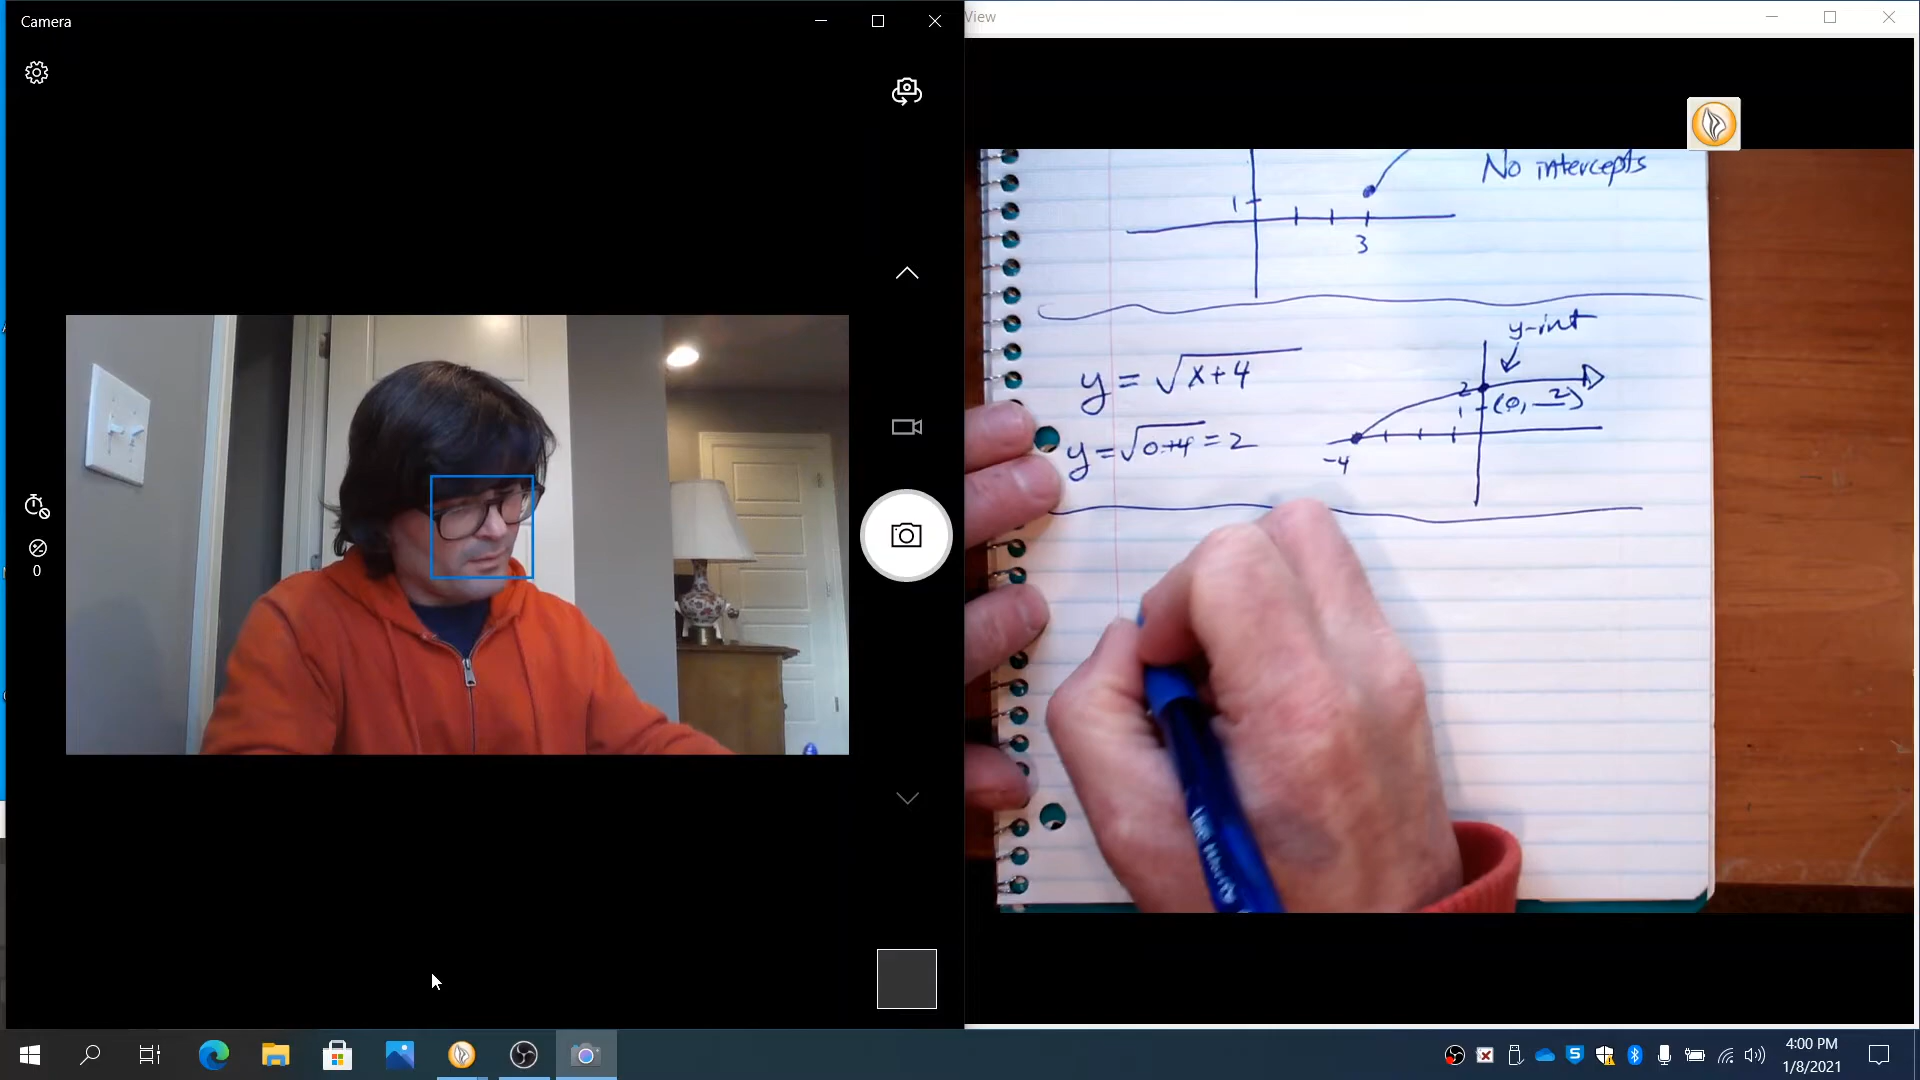 Camera
View
No intercepts
1
3
y-int
y = √x+4
2
1
(0, 2)
y = √0+4 = 2
-4
0
4:00 PM
1/8/2021